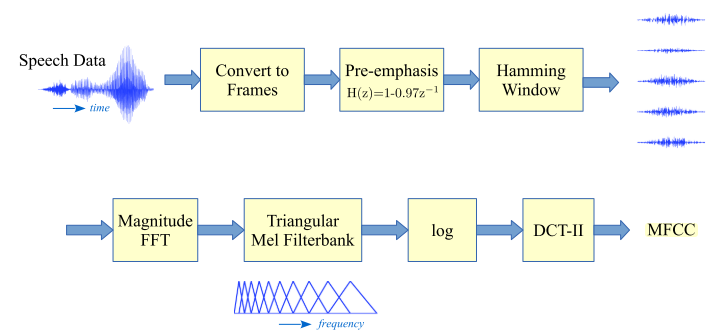 Speech Data
time
Convert to
Frames
Pre-emphasis
H(z)=1-0.97z⁻¹
Hamming
Window
Magnitude
FFT
Triangular
Mel Filterbank
log
DCT-II
MFCC
frequency